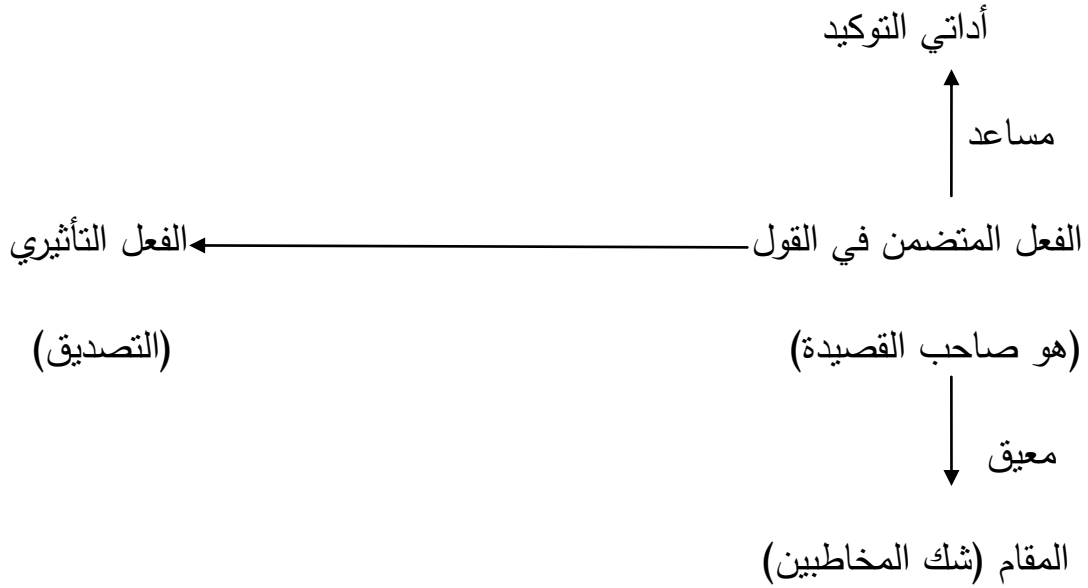 أداتي التوكيد
مساعد
الفعل المتضمن في القول الفعل التأثيري
(هو صاحب القصيدة) (التصديق)
معيق
المقام (شك المخاطبين)